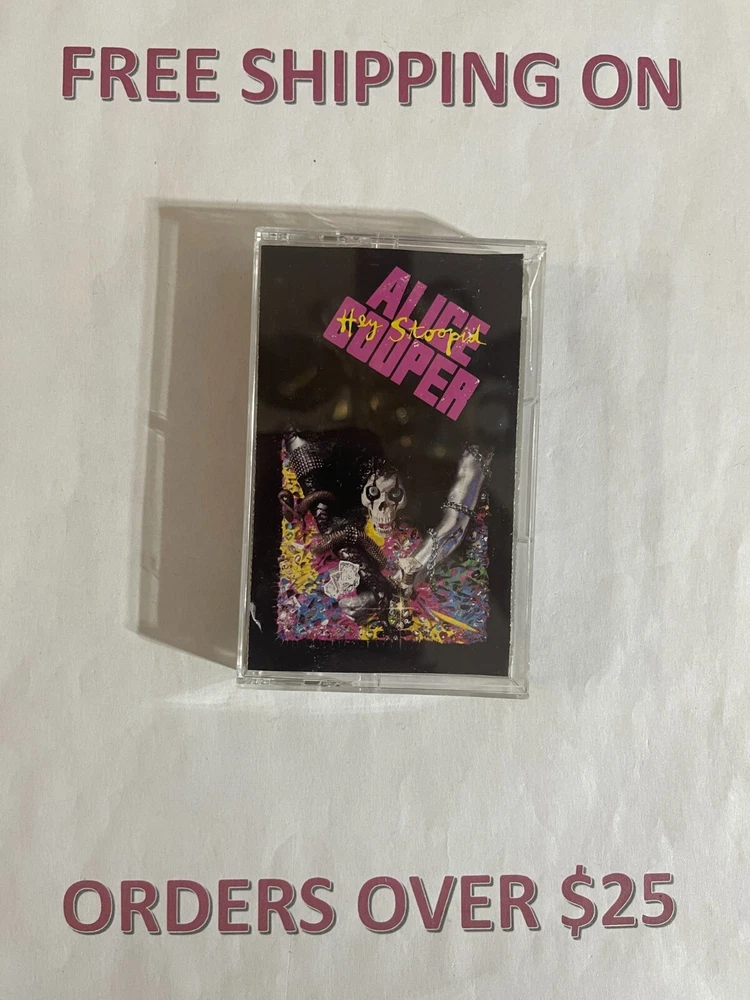 FREE SHIPPING ON
ALICE
Hey Stoopid
COOPER
ORDERS OVER $25